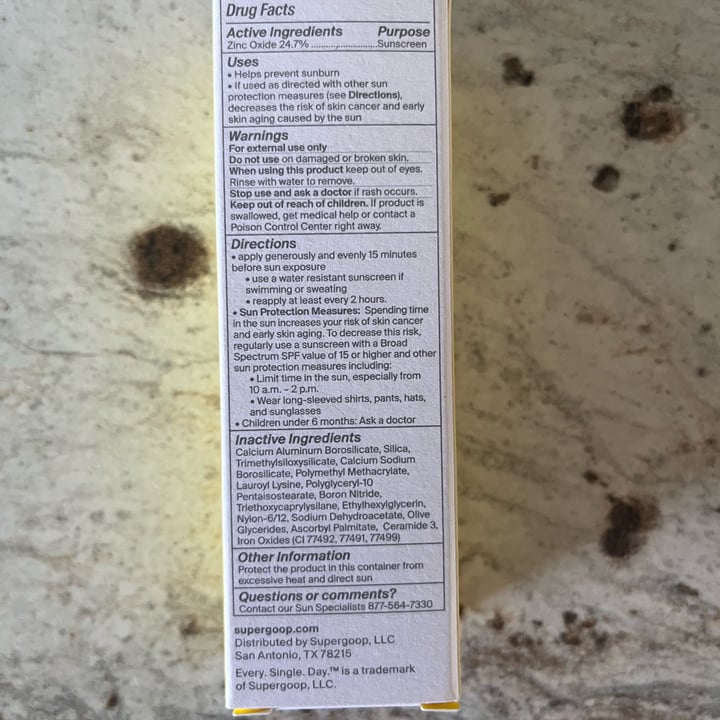 Drug Facts
Active Ingredients Purpose
Zinc Oxide 24.7% ........................Sunscreen
Uses
• Helps prevent sunburn
• If used as directed with other sun
protection measures (see Directions),
decreases the risk of skin cancer and early
skin aging caused by the sun
Warnings
For external use only
Do not use on damaged or broken skin.
When using this product keep out of eyes.
Rinse with water to remove.
Stop use and ask a doctor if rash occurs.
Keep out of reach of children. If product is
swallowed, get medical help or contact a
Poison Control Center right away.
Directions
• apply generously and evenly 15 minutes
before sun exposure
• use a water resistant sunscreen if
swimming or sweating
• reapply at least every 2 hours.
• Sun Protection Measures: Spending time
in the sun increases your risk of skin cancer
and early skin aging. To decrease this risk,
regularly use a sunscreen with a Broad
Spectrum SPF value of 15 or higher and other
sun protection measures including:
• Limit time in the sun, especially from
10 a.m. – 2 p.m.
• Wear long-sleeved shirts, pants, hats,
and sunglasses
• Children under 6 months: Ask a doctor
Inactive Ingredients
Calcium Aluminum Borosilicate, Silica,
Trimethylsiloxysilicate, Calcium Sodium
Borosilicate, Polymethyl Methacrylate,
Lauroyl Lysine, Polyglyceryl-10
Pentaisostearate, Boron Nitride,
Triethoxycaprylylsilane, Ethylhexylglycerin,
Nylon-6/12, Sodium Dehydroacetate, Olive
Glycerides, Ascorbyl Palmitate, Ceramide 3,
Iron Oxides (CI 77492, 77491, 77499)
Other Information
Protect the product in this container from
excessive heat and direct sun
Questions or comments?
Contact our Sun Specialists 877-564-7330
supergoop.com
Distributed by Supergoop, LLC
San Antonio, TX 78215
Every. Single. Day.™ is a trademark
of Supergoop, LLC.